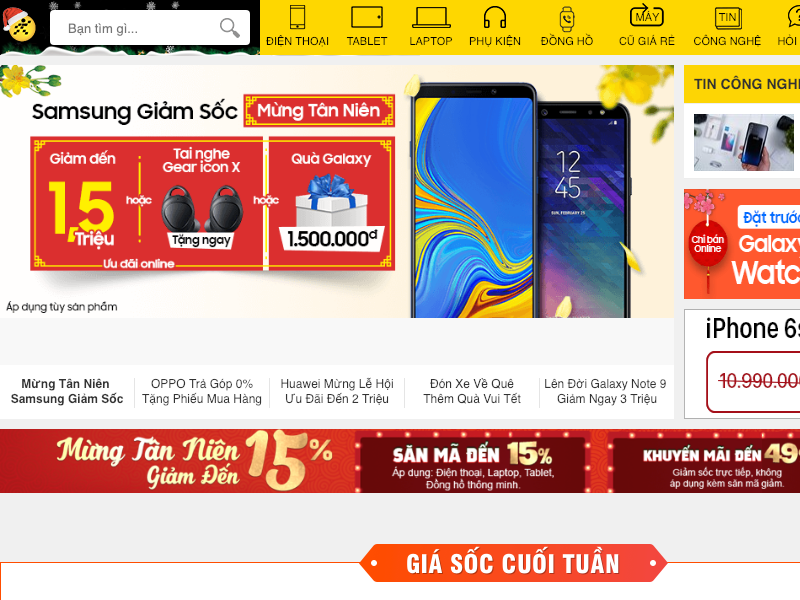 Bạn tìm gì...
ĐIỆN THOẠI
TABLET
LAPTOP
PHỤ KIỆN
ĐỒNG HỒ
MÁY
CŨ GIÁ RẺ
TIN
CÔNG NGHỆ
HỎI
Samsung Giảm Sốc
Mừng Tân Niên
Giảm đến
1,5
Triệu
hoặc
Tai nghe
Gear icon X
Tặng ngay
hoặc
Quà Galaxy
1.500.000đ
Ưu đãi online
Áp dụng tùy sản phẩm
12
45
SUNDAY, FEBRUARY 25
TIN CÔNG NGH
Đặt trước
Chỉ bán
Online
Galaxy
Watc
iPhone 6s
10.990.00
Mừng Tân Niên
Samsung Giảm Sốc
OPPO Trả Góp 0%
Tặng Phiếu Mua Hàng
Huawei Mừng Lễ Hội
Ưu Đãi Đến 2 Triệu
Đón Xe Về Quê
Thêm Quà Vui Tết
Lên Đời Galaxy Note 9
Giảm Ngay 3 Triệu
Mừng Tân Niên
Giảm Đến
15%
SĂN MÃ ĐẾN 15%
Áp dụng: Điện thoại, Laptop, Tablet,
Đồng hồ thông minh.
KHUYẾN MÃI ĐẾN 49
Giảm sốc trực tiếp, không
áp dụng kèm săn mã giảm.
GIÁ SỐC CUỐI TUẦN